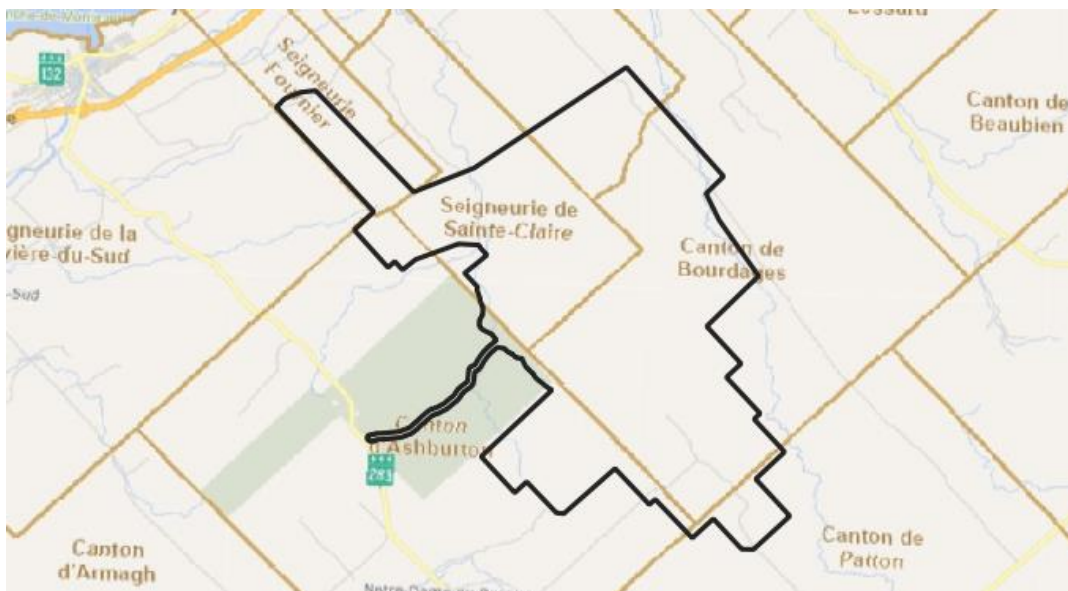 132
Seigneurie
Fournier
Canton de
Beaubien
Seigneurie de
Sainte-Claire
gneurie de la
vière-du-Sud
Canton de
Bourdages
-Sud
Canton
d'Ashburton
283
Canton
d'Armagh
Canton de
Patton